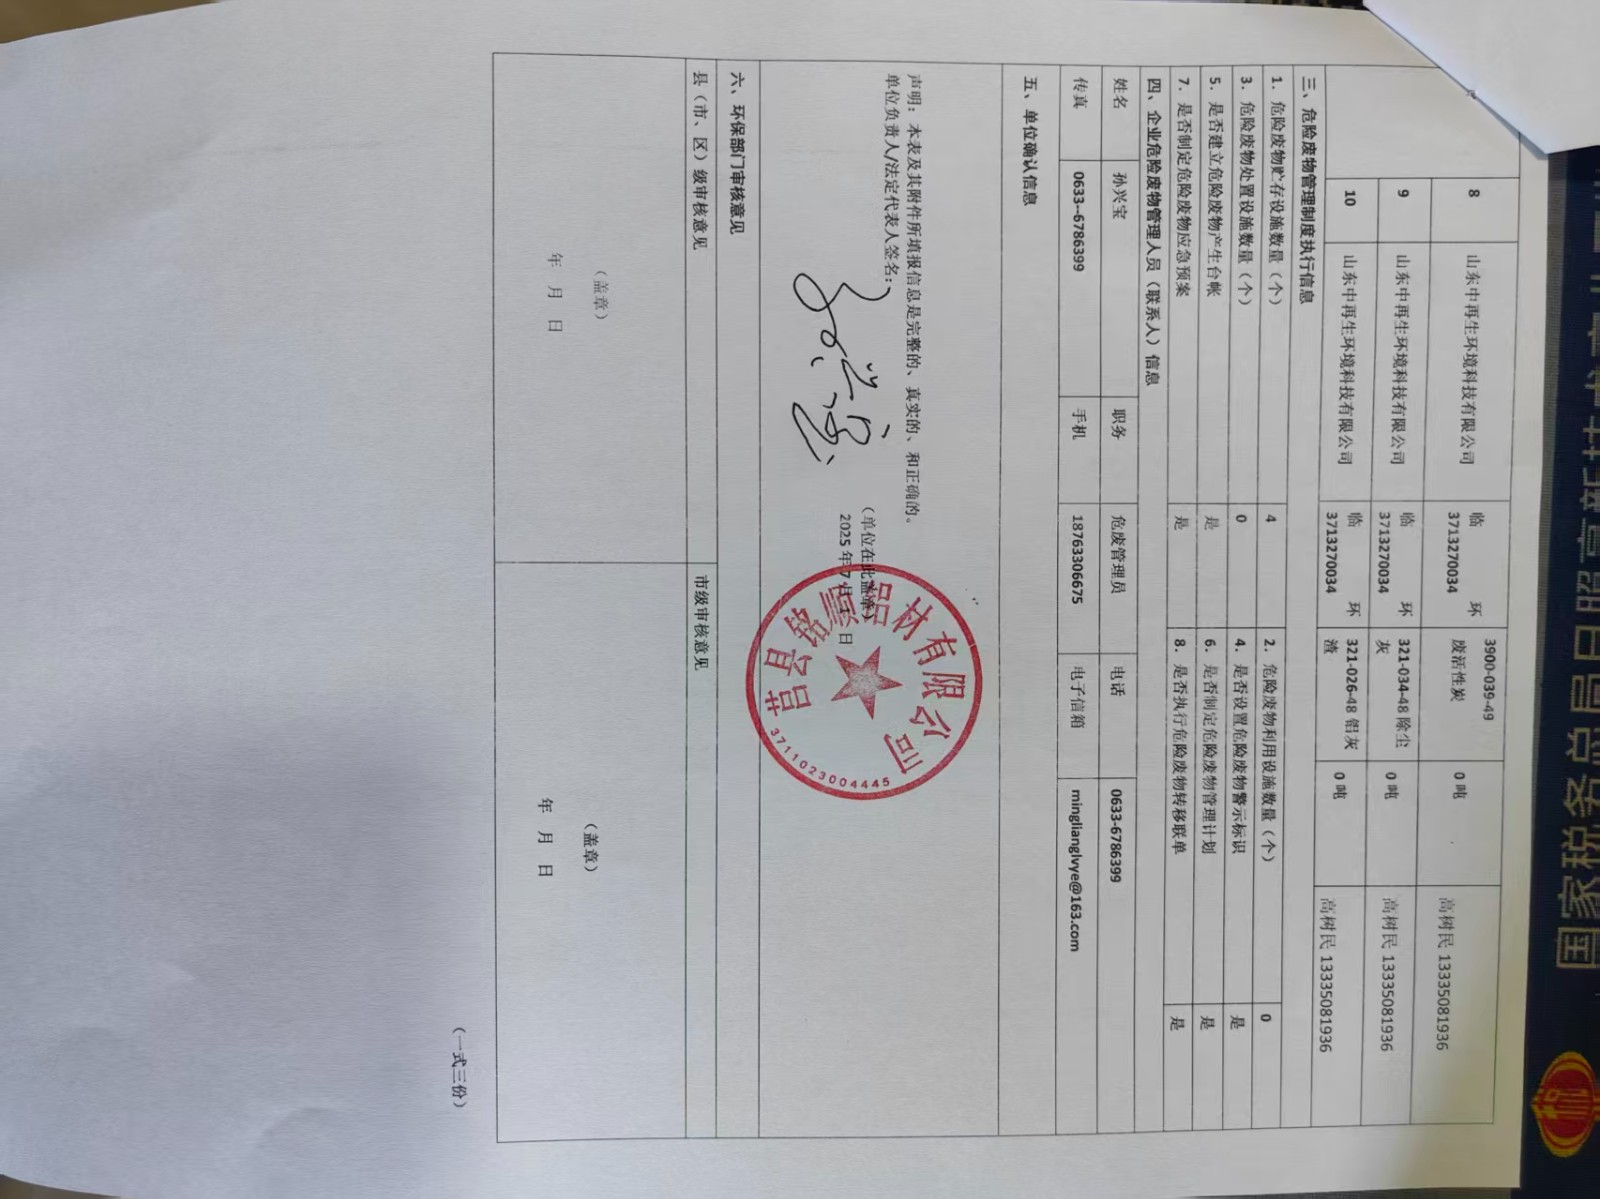 8
山东中再生环境科技有限公司
临 环
3713270034
3900-039-49
废活性炭
0 吨
高树民 13335081936
9
山东中再生环境科技有限公司
临 环
3713270034
321-034-48 除尘
灰
0 吨
高树民 13335081936
10
山东中再生环境科技有限公司
临 环
3713270034
321-026-48 铝灰
渣
0 吨
高树民 13335081936
三、危险废物管理制度执行信息
1. 危险废物贮存设施数量（个） 4 2. 危险废物利用设施数量（个） 0
3. 危险废物处置设施数量（个） 0 4. 是否设置危险废物警示标识 是
5. 是否建立危险废物产生台帐 是 6. 是否制定危险废物管理计划 是
7. 是否制定危险废物应急预案 是 8. 是否执行危险废物转移联单 是
四、企业危险废物管理人员（联系人）信息
姓名 孙兴宝 职务 危废管理员 电话 0633-6786399
传真 0633--6786399 手机 18763306675 电子信箱 minglianglvye@163.com
五、单位确认信息
声明：本表及其附件所填报信息是完整的、真实的、和正确的。
单位负责人/法定代表人签名：
孙兴宝
（单位在此盖章）
2025 年 7 月 1 日
莒县铭
材有限公司
3711023004445
六、环保部门审核意见
县（市、区）级审核意见 市级审核意见
（盖章） （盖章）
年 月 日 年 月 日
（一式三份）
国家税务总局日照高新技术产业
税